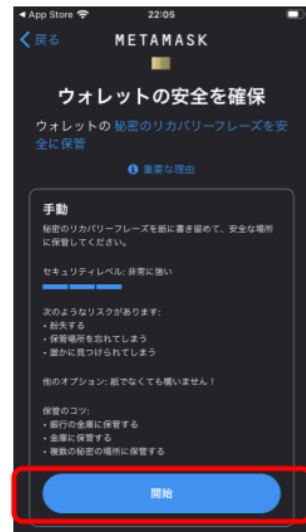 ◀ App Store 22:05
戻る METAMASK
ウォレットの安全を確保
ウォレットの 秘密のリカバリーフレーズを安
全に保管
重要な理由
手動
秘密のリカバリーフレーズを紙に書き留めて、安全な場所
に保管してください。
セキュリティレベル: 非常に強い
次のようなリスクがあります:
• 紛失する
• 保管場所を忘れてしまう
• 誰かに見つけられてしまう
他のオプション: 紙でなくても構いません！
保管のコツ:
• 銀行の金庫に保管する
• 金庫に保管する
• 複数の秘密の場所に保管する
開始